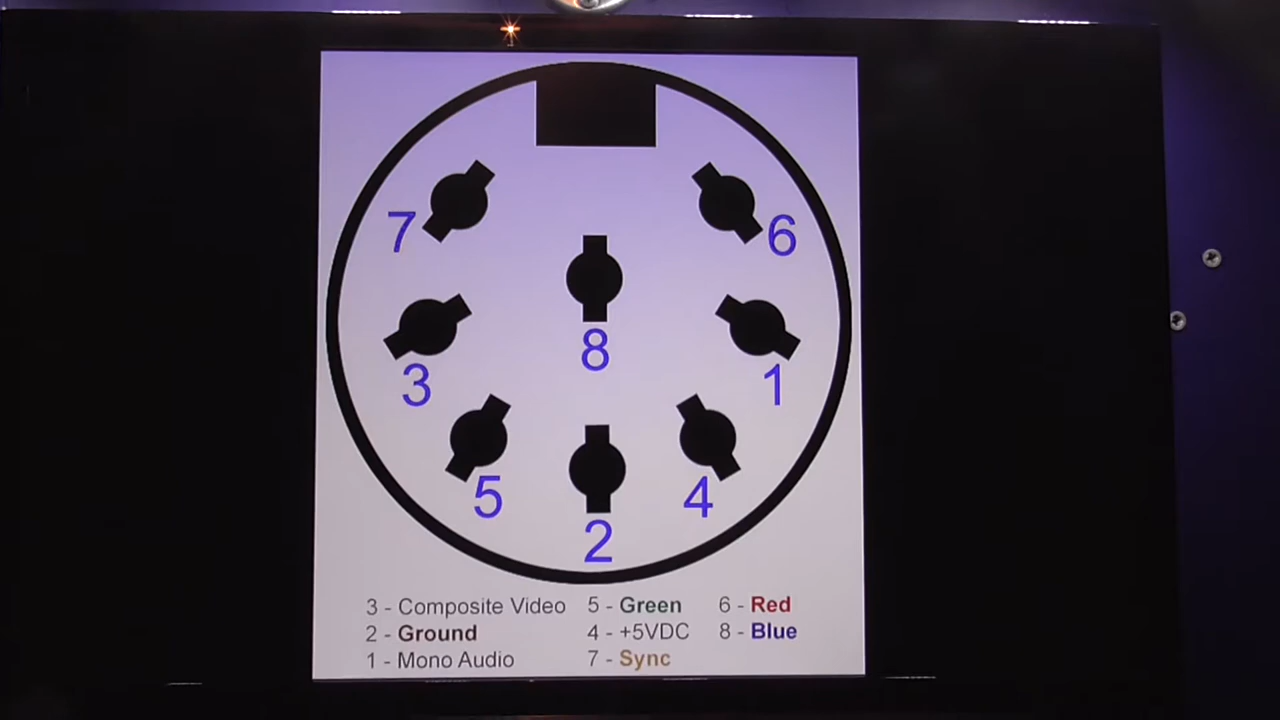 7
6
8
3
1
5
4
2
3 - Composite Video 5 - Green 6 - Red
2 - Ground 4 - +5VDC 8 - Blue
1 - Mono Audio 7 - Sync